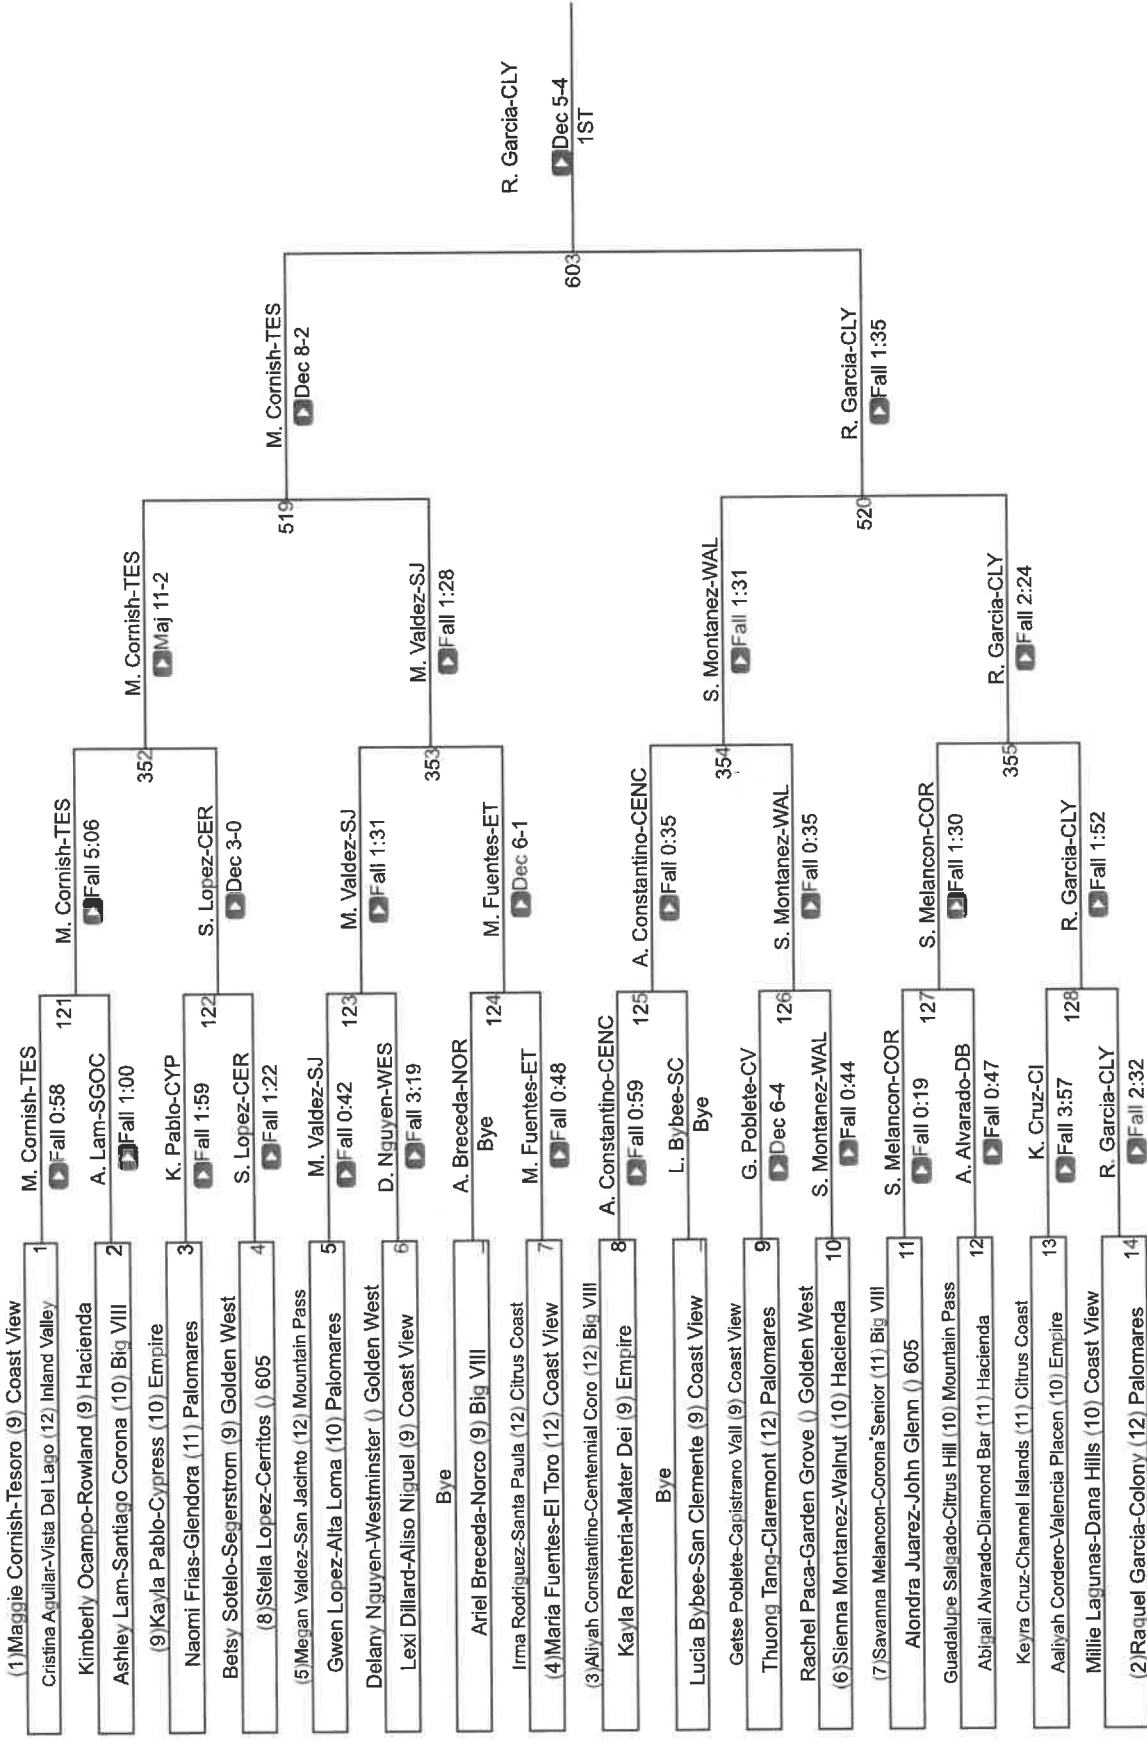 (1)Maggie Cornish-Tesoro (9) Coast View
1
Cristina Aguilar-Vista Del Lago (12) Inland Valley
Kimberly Ocampo-Rowland (9) Hacienda
2
Ashley Lam-Santiago Corona (10) Big VIII
(9)Kayla Pablo-Cypress (10) Empire
3
Naomi Frias-Glendora (11) Palomares
Betsy Sotelo-Segerstrom (9) Golden West
4
(8)Stella Lopez-Cerritos () 605
(5)Megan Valdez-San Jacinto (12) Mountain Pass
5
Gwen Lopez-Alta Loma (10) Palomares
Delany Nguyen-Westminster () Golden West
6
Lexi Dillard-Aliso Niguel (9) Coast View
Bye
Ariel Breceda-Norco (9) Big VIII
Irma Rodriguez-Santa Paula (12) Citrus Coast
7
(4)Maria Fuentes-El Toro (12) Coast View
(3)Aliyah Constantino-Centennial Coro (12) Big VIII
8
Kayla Renteria-Mater Dei (9) Empire
Bye
Lucia Bybee-San Clemente (9) Coast View
Getse Poblete-Capistrano Vall (9) Coast View
9
Thuong Tang-Claremont (12) Palomares
Rachel Paca-Garden Grove () Golden West
10
(6)Sienna Montanez-Walnut (10) Hacienda
(7)Savanna Melancon-Corona Senior (11) Big VIII
11
Alondra Juarez-John Glenn () 605
Guadalupe Salgado-Citrus Hill (10) Mountain Pass
12
Abigail Alvarado-Diamond Bar (11) Hacienda
Keyra Cruz-Channel Islands (11) Citrus Coast
13
Aaliyah Cordero-Valencia Placen (10) Empire
Millie Lagunas-Dana Hills (10) Coast View
14
(2)Raquel Garcia-Colony (12) Palomares
M. Cornish-TES
Fall 0:58
121
A. Lam-SGOC
Fall 1:00
K. Pablo-CYP
Fall 1:59
122
S. Lopez-CER
Fall 1:22
M. Valdez-SJ
Fall 0:42
123
D. Nguyen-WES
Fall 3:19
A. Breceda-NOR
Bye
124
M. Fuentes-ET
Fall 0:48
A. Constantino-CENC
Fall 0:59
125
L. Bybee-SC
Bye
G. Poblete-CV
Dec 6-4
126
S. Montanez-WAL
Fall 0:44
S. Melancon-COR
Fall 0:19
127
A. Alvarado-DB
Fall 0:47
K. Cruz-CI
Fall 3:57
128
R. Garcia-CLY
Fall 2:32
M. Cornish-TES
Fall 5:06
352
S. Lopez-CER
Dec 3-0
M. Valdez-SJ
Fall 1:31
353
M. Fuentes-ET
Dec 6-1
A. Constantino-CENC
Fall 0:35
354
S. Montanez-WAL
Fall 0:35
S. Melancon-COR
Fall 1:30
355
R. Garcia-CLY
Fall 1:52
M. Cornish-TES
Maj 11-2
519
M. Valdez-SJ
Fall 1:28
S. Montanez-WAL
Fall 1:31
520
R. Garcia-CLY
Fall 2:24
M. Cornish-TES
Dec 8-2
603
R. Garcia-CLY
Fall 1:35
R. Garcia-CLY
Dec 5-4
1ST